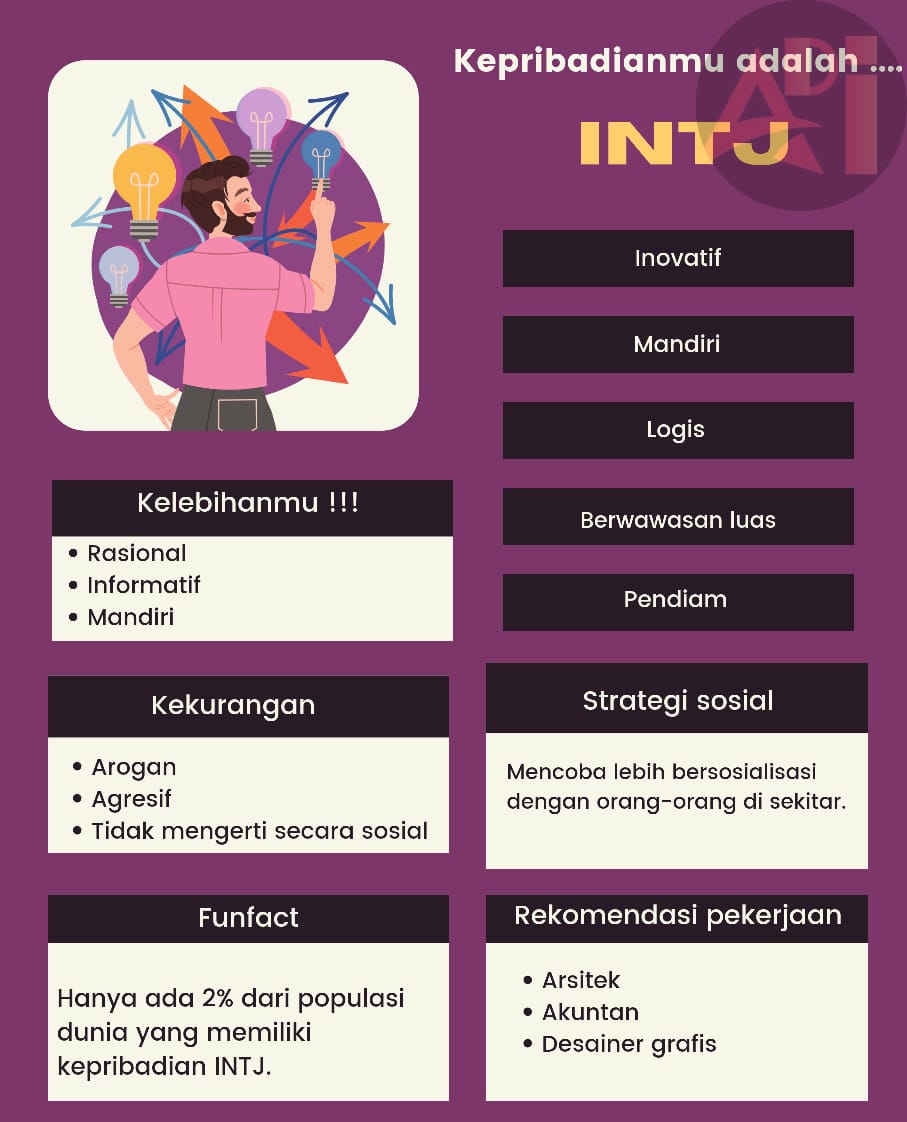 Kepribadianmu adalah ....
INTJ
ADI
Inovatif
Mandiri
Logis
Berwawasan luas
Pendiam
Kelebihanmu !!!
• Rasional
• Informatif
• Mandiri
Kekurangan
• Arogan
• Agresif
• Tidak mengerti secara sosial
Strategi sosial
Mencoba lebih bersosialisasi
dengan orang-orang di sekitar.
Funfact
Hanya ada 2% dari populasi
dunia yang memiliki
kepribadian INTJ.
Rekomendasi pekerjaan
• Arsitek
• Akuntan
• Desainer grafis